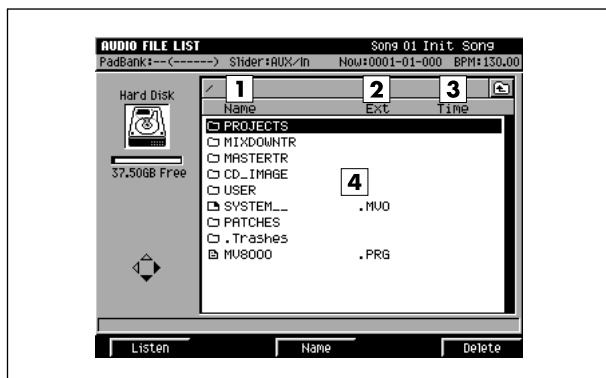 AUDIO FILE LIST Song 01 Init Song
PadBank:--(------) Slider:AUX/In Now:0001-01-000 BPM:130.00
Hard Disk
37.50GB Free
/ 1 2 3
Name Ext Time
PROJECTS
MIXDOWNTR
MASTERTR
CD_IMAGE
4
USER
SYSTEM__ .MV0
PATCHES
.Trashes
MV8000 .PRG
Listen Name Delete